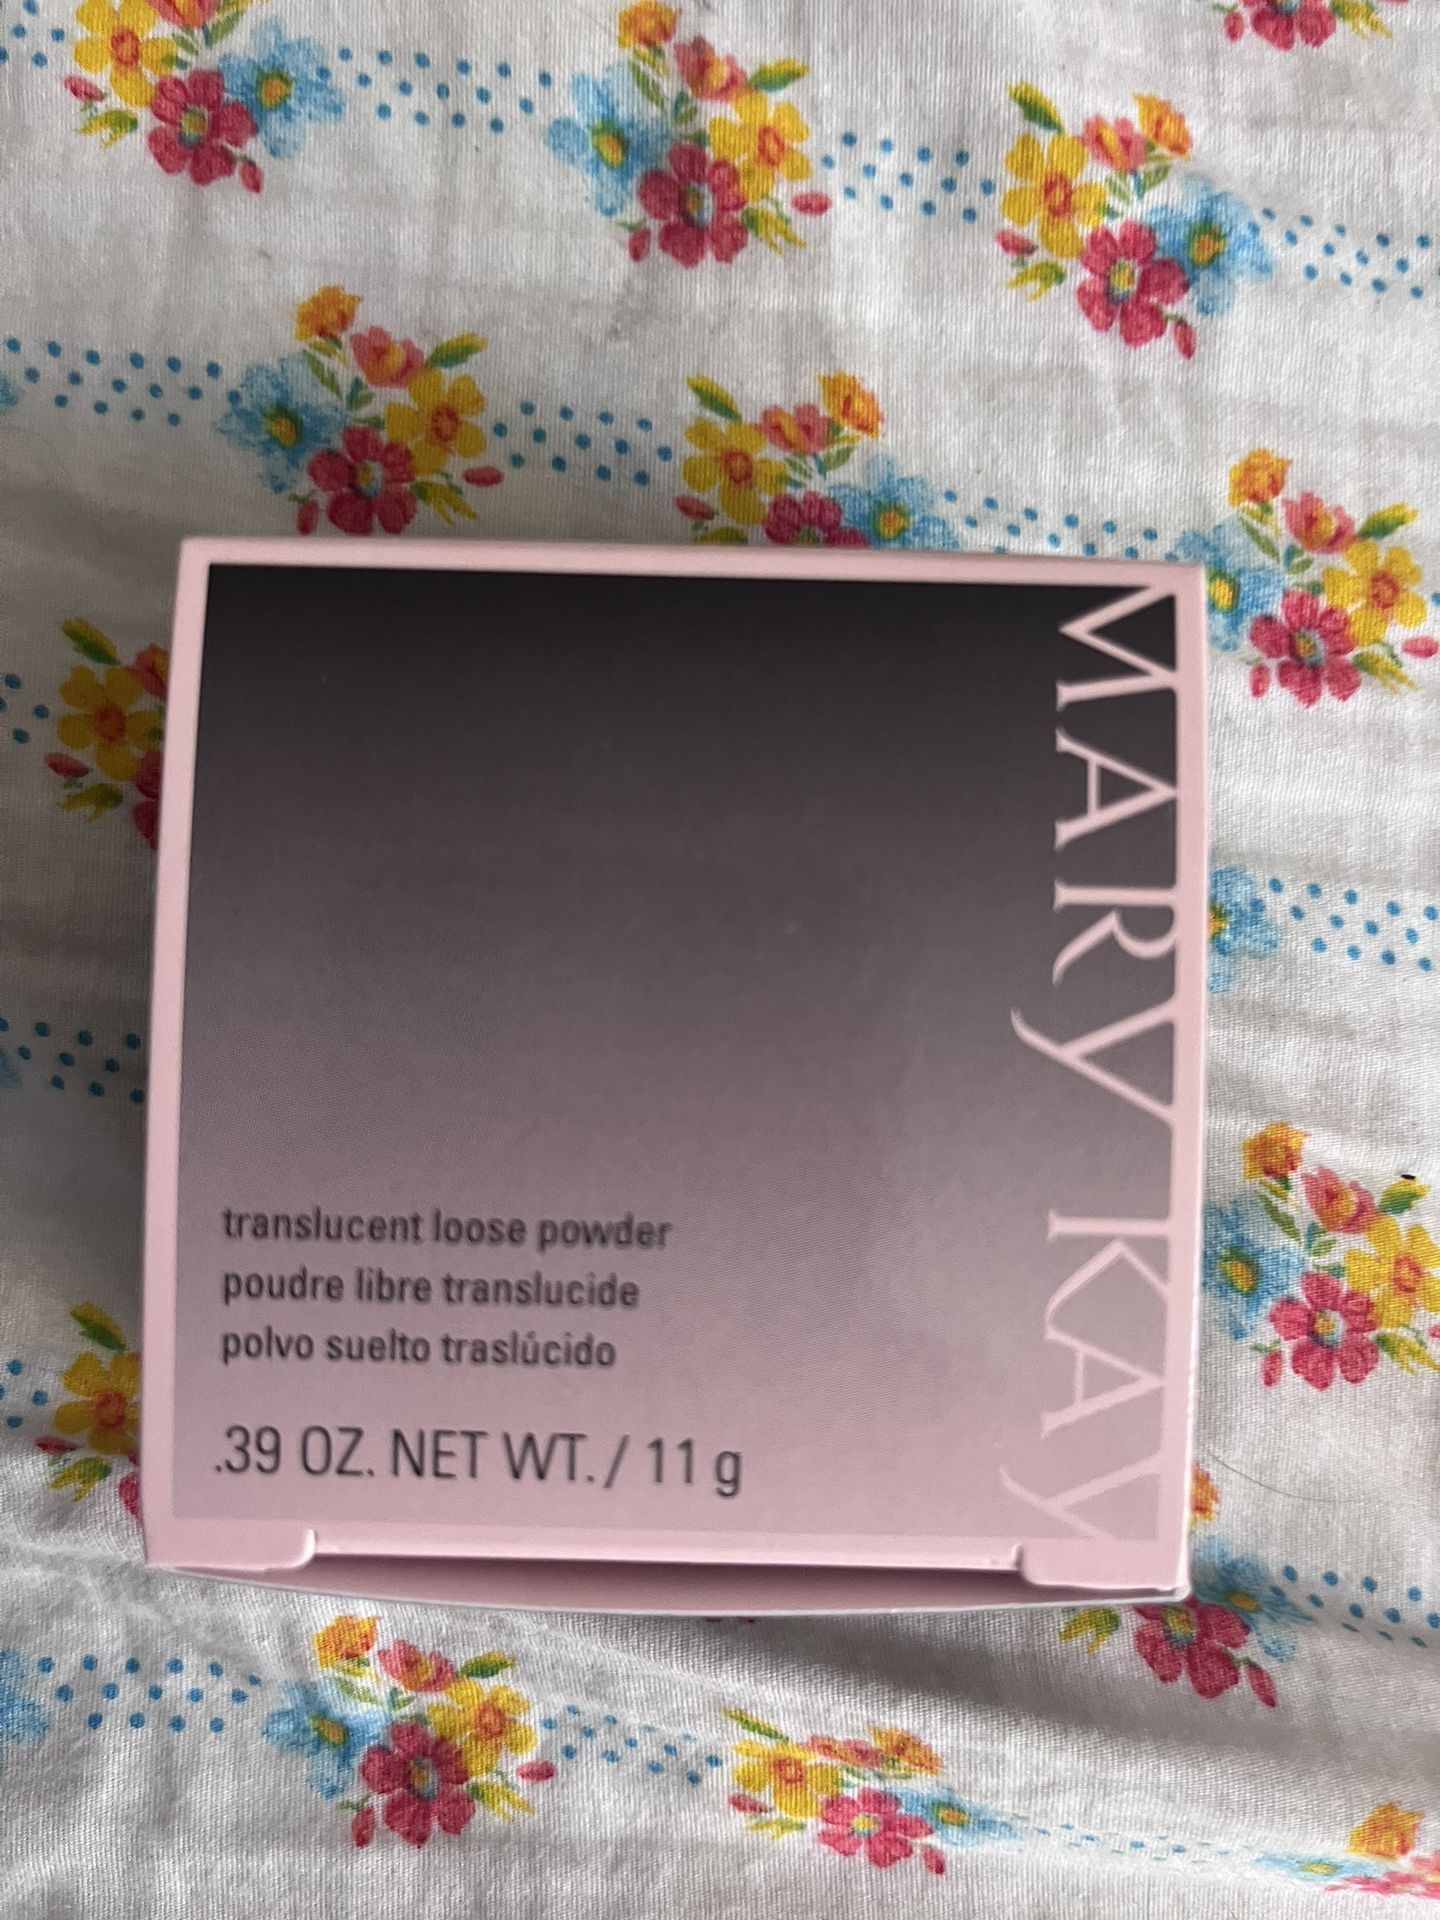 MARY KAY
translucent loose powder
poudre libre translucide
polvo suelto traslúcido
.39 OZ. NET WT. / 11 g